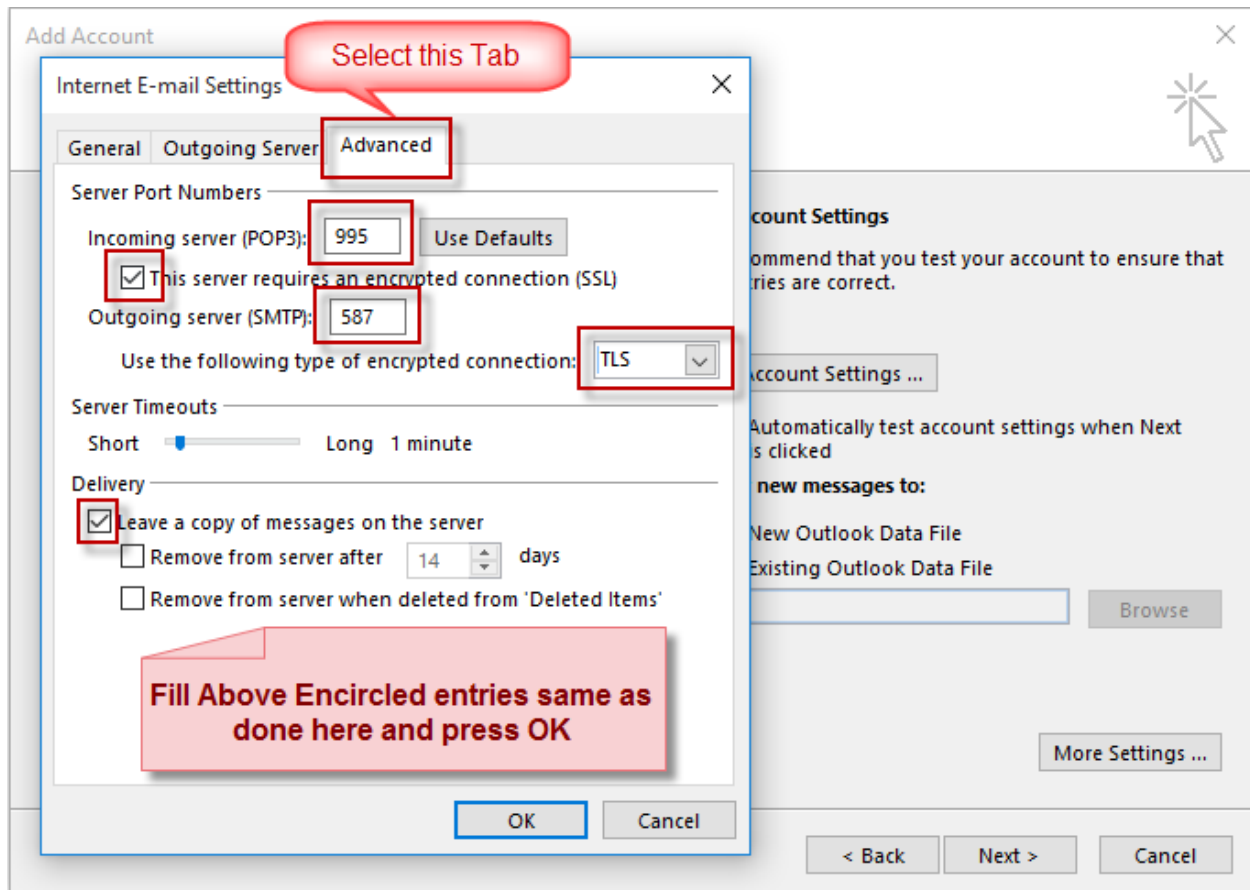 Add Account
Select this Tab
Internet E-mail Settings
General Outgoing Server Advanced
Server Port Numbers
Incoming server (POP3): 995 Use Defaults
This server requires an encrypted connection (SSL)
Outgoing server (SMTP): 587
Use the following type of encrypted connection: TLS
Server Timeouts
Short Long 1 minute
Delivery
Leave a copy of messages on the server
Remove from server after 14 days
Remove from server when deleted from 'Deleted Items'
Fill Above Encircled entries same as
done here and press OK
OK Cancel
count Settings
ommend that you test your account to ensure that
ries are correct.
Account Settings ...
Automatically test account settings when Next
s clicked
new messages to:
New Outlook Data File
Existing Outlook Data File
Browse
More Settings ...
< Back Next > Cancel